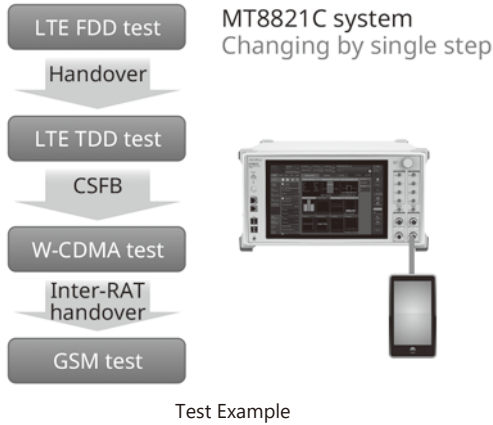 LTE FDD test
Handover
LTE TDD test
CSFB
W-CDMA test
Inter-RAT
handover
GSM test
MT8821C system
Changing by single step
Test Example